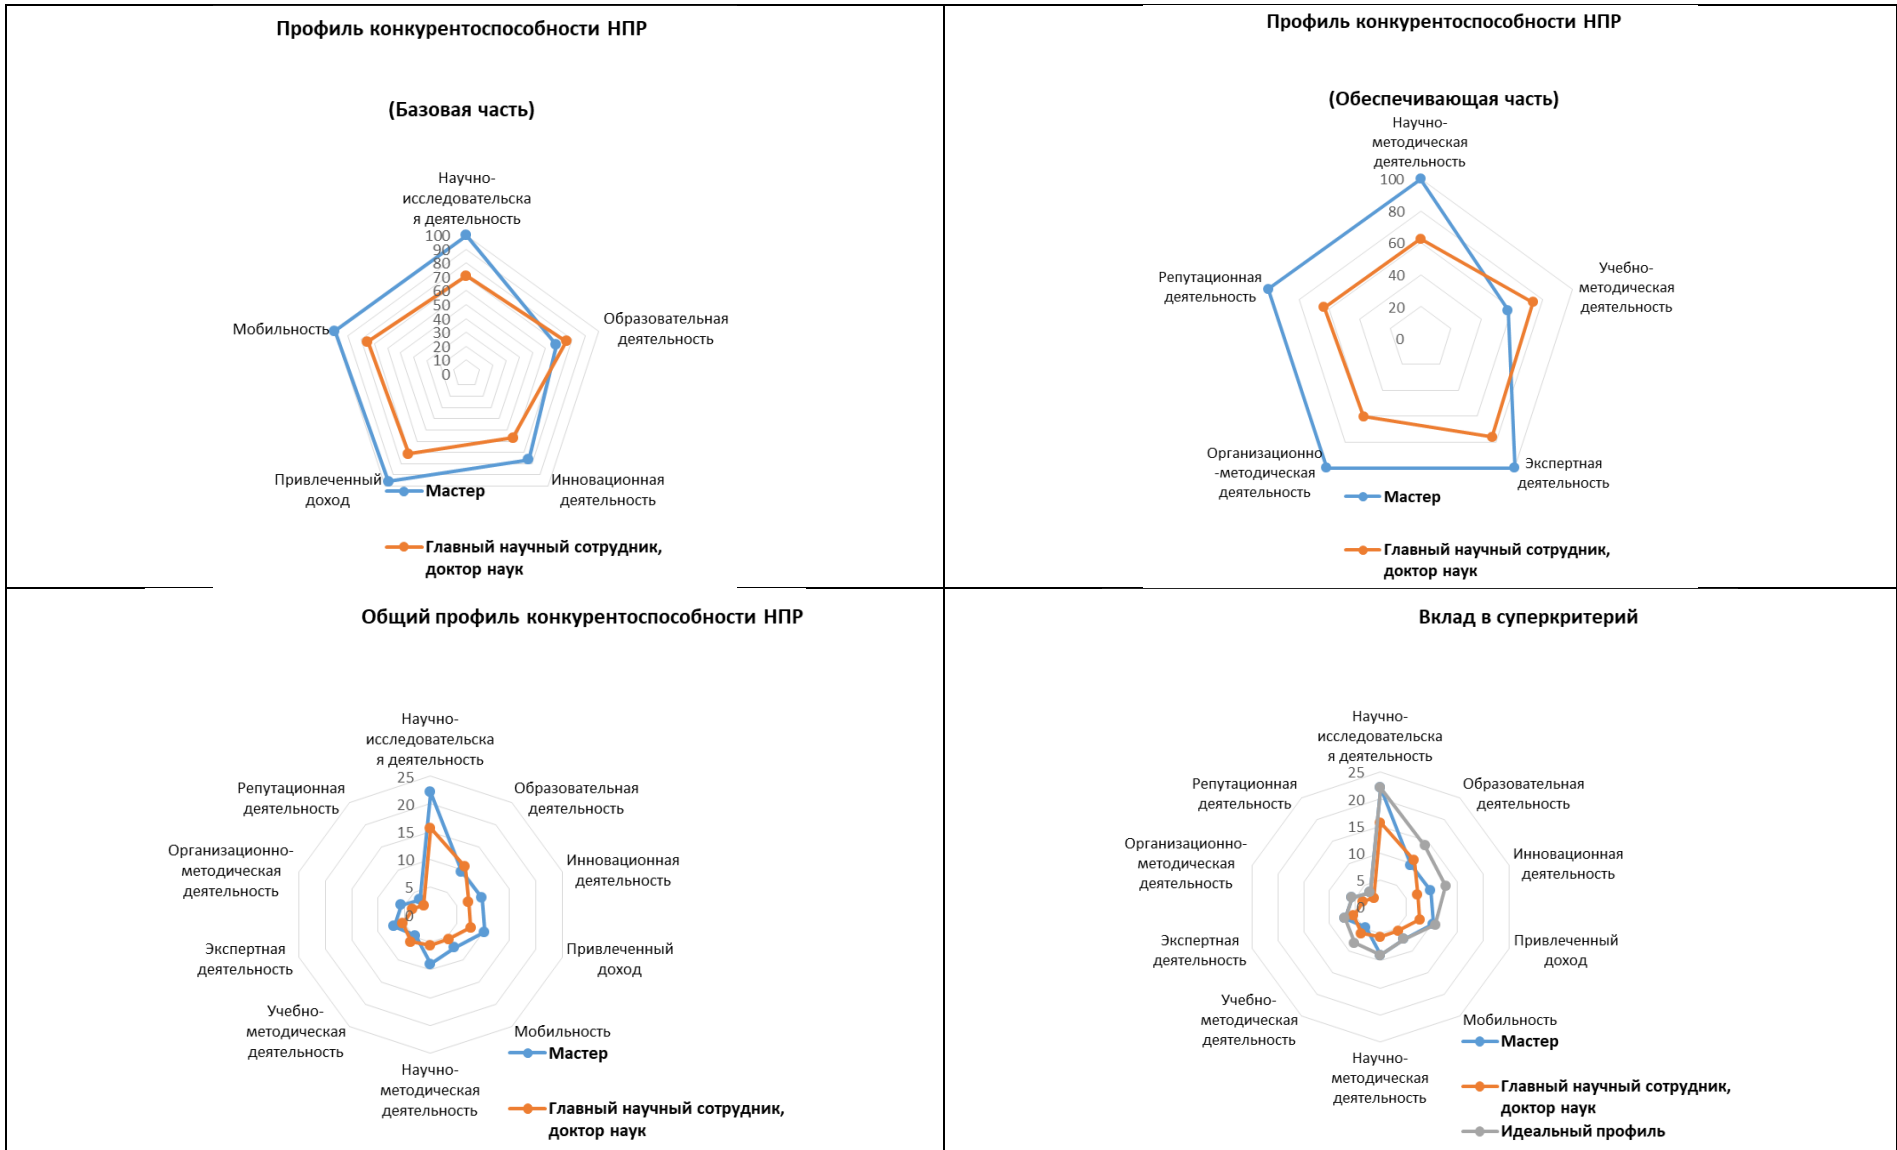 Профиль конкурентоспособности НПР
(Базовая часть)
Научно-
исследовательска
я деятельность
100
90
80
70
60
50
40
30
20
10
0
Образовательная
деятельность
Инновационная
деятельность
Привлеченный
доход
Мобильность
Мастер
Главный научный сотрудник,
доктор наук
Профиль конкурентоспособности НПР
(Обеспечивающая часть)
Научно-
методическая
деятельность
100
80
60
40
20
0
Учебно-
методическая
деятельность
Экспертная
деятельность
Организационно
-методическая
деятельность
Репутационная
деятельность
Мастер
Главный научный сотрудник,
доктор наук
Общий профиль конкурентоспособности НПР
Научно-
исследовательска
я деятельность
25
20
15
10
5
0
Образовательная
деятельность
Инновационная
деятельность
Привлеченный
доход
Мобильность
Научно-
методическая
деятельность
Учебно-
методическая
деятельность
Экспертная
деятельность
Организационно-
методическая
деятельность
Репутационная
деятельность
Мастер
Главный научный сотрудник,
доктор наук
Вклад в суперкритерий
Научно-
исследовательска
я деятельность
25
20
15
10
5
0
Образовательная
деятельность
Инновационная
деятельность
Привлеченный
доход
Мобильность
Научно-
методическая
деятельность
Учебно-
методическая
деятельность
Экспертная
деятельность
Организационно-
методическая
деятельность
Репутационная
деятельность
Мастер
Главный научный сотрудник,
доктор наук
Идеальный профиль